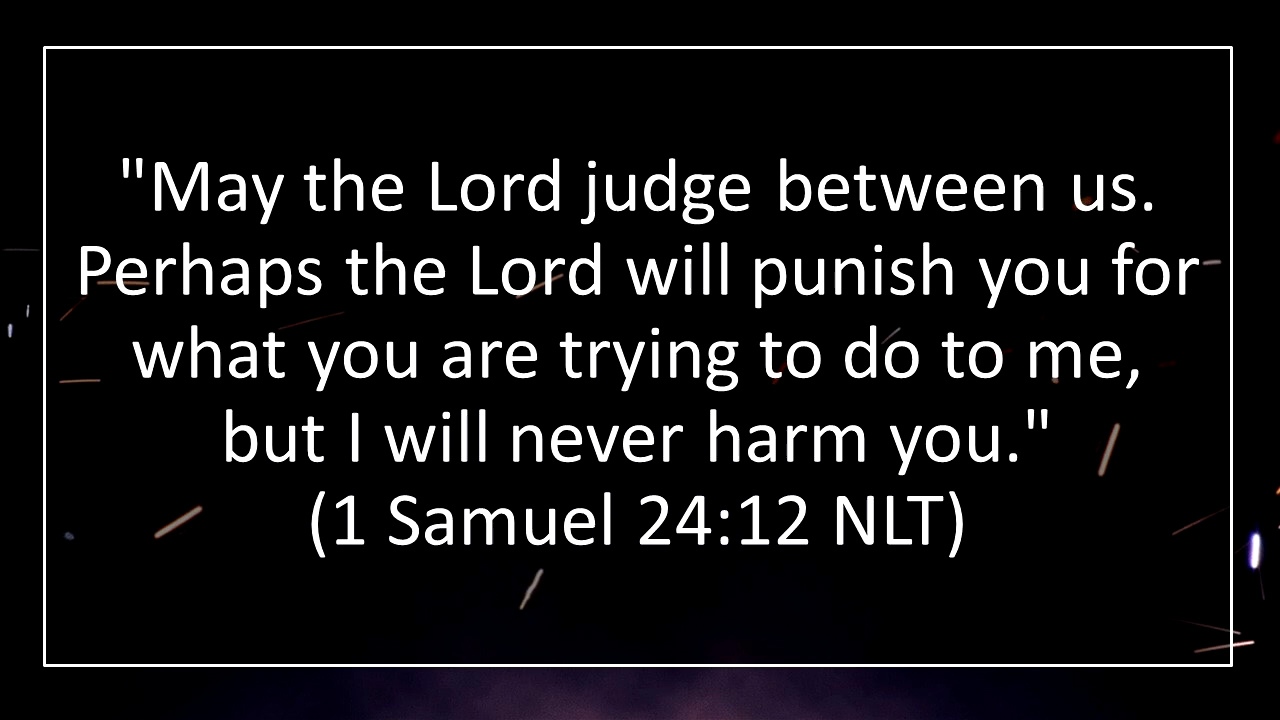 "May the Lord judge between us.
Perhaps the Lord will punish you for
what you are trying to do to me,
but I will never harm you."
(1 Samuel 24:12 NLT)